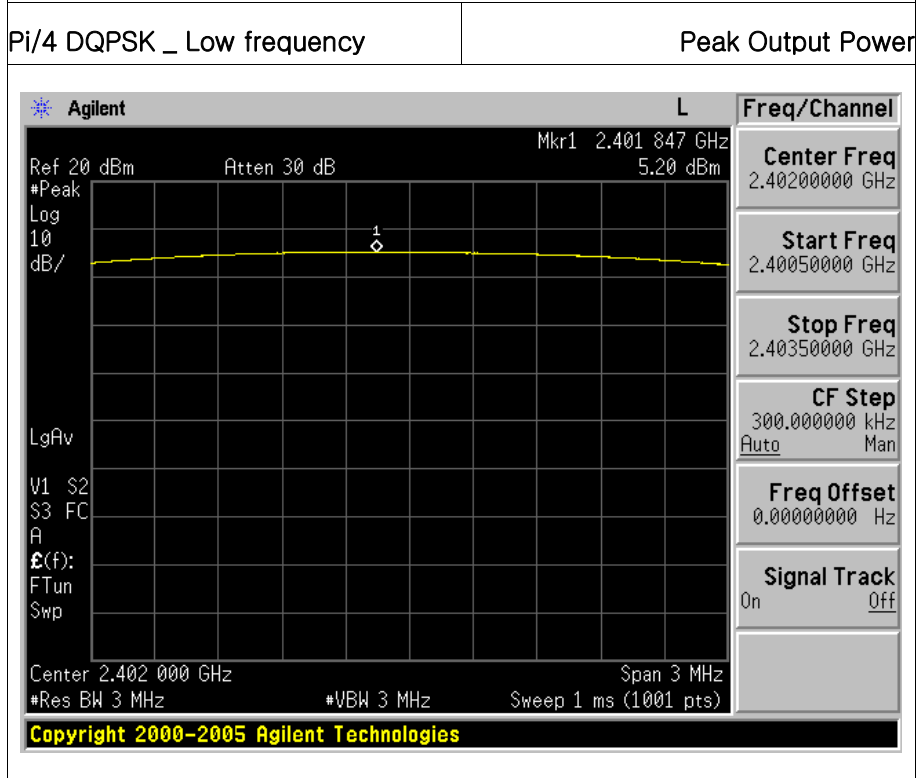 Pi/4 DQPSK _ Low frequency
Peak Output Power
Agilent
L
Freq/Channel
Mkr1 2.401 847 GHz
Ref 20 dBm Atten 30 dB 5.20 dBm
#Peak
Log
10
dB/
1
LgAv
V1 S2
S3 FC
A
£(f):
FTun
Swp
Center 2.402 000 GHz Span 3 MHz
#Res BW 3 MHz #VBW 3 MHz Sweep 1 ms (1001 pts)
Center Freq
2.40200000 GHz
Start Freq
2.40050000 GHz
Stop Freq
2.40350000 GHz
CF Step
300.000000 kHz
Auto Man
Freq Offset
0.00000000 Hz
Signal Track
On Off
Copyright 2000-2005 Agilent Technologies